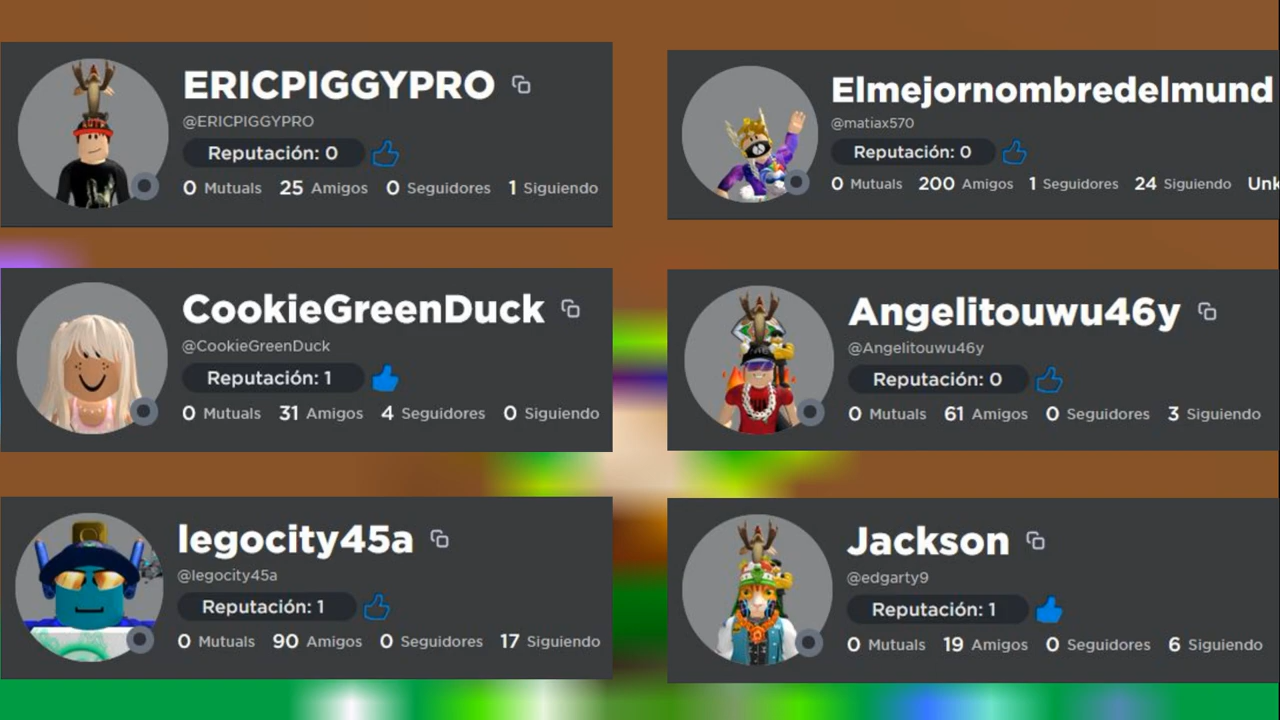 ERICPIGGYPRO
@ERICPIGGYPRO
Reputación: 0
0 Mutuals 25 Amigos 0 Seguidores 1 Siguiendo
Elmejornombredelmund
@matiax570
Reputación: 0
0 Mutuals 200 Amigos 1 Seguidores 24 Siguiendo Unk
CookieGreenDuck
@CookieGreenDuck
Reputación: 1
0 Mutuals 31 Amigos 4 Seguidores 0 Siguiendo
Angelitouwu46y
@Angelitouwu46y
Reputación: 0
0 Mutuals 61 Amigos 0 Seguidores 3 Siguiendo
legocity45a
@legocity45a
Reputación: 1
0 Mutuals 90 Amigos 0 Seguidores 17 Siguiendo
Jackson
@edgarty9
Reputación: 1
0 Mutuals 19 Amigos 0 Seguidores 6 Siguiendo